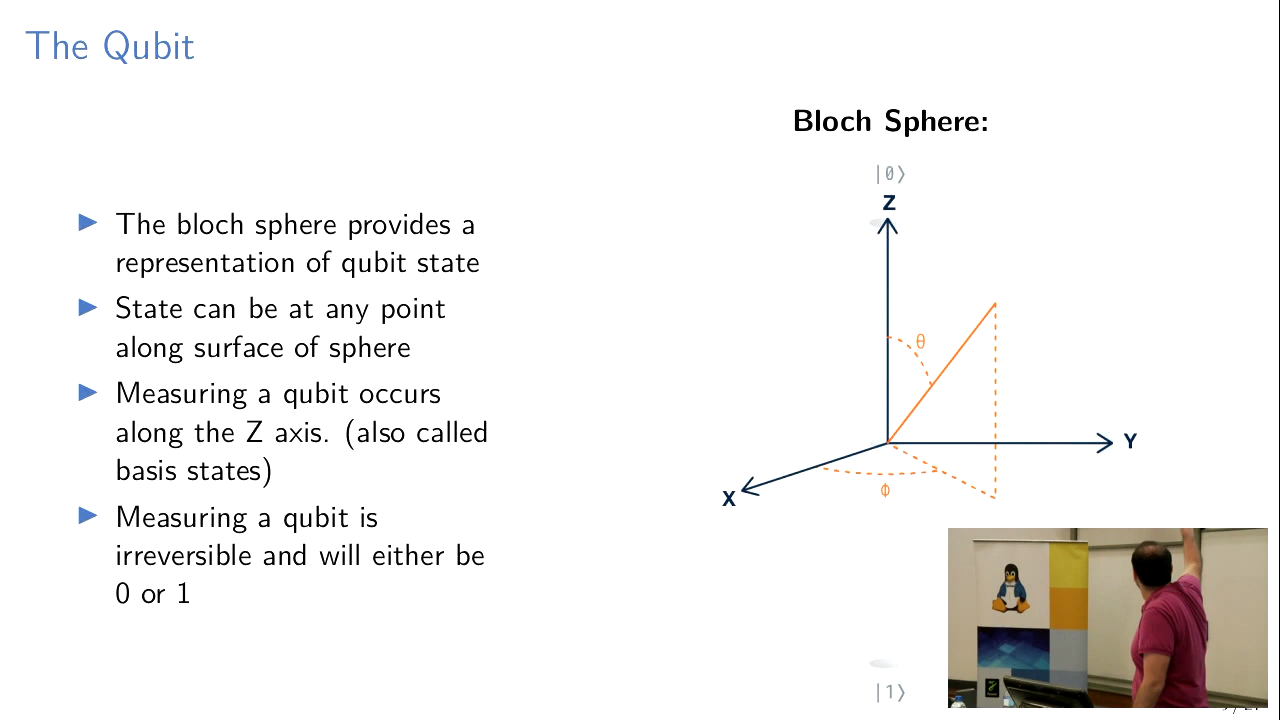 The Qubit
Bloch Sphere:
|0⟩
Z
The bloch sphere provides a
representation of qubit state
State can be at any point
along surface of sphere
Measuring a qubit occurs
along the Z axis. (also called
basis states)
Measuring a qubit is
irreversible and will either be
0 or 1
θ
Y
X
ϕ
|1⟩